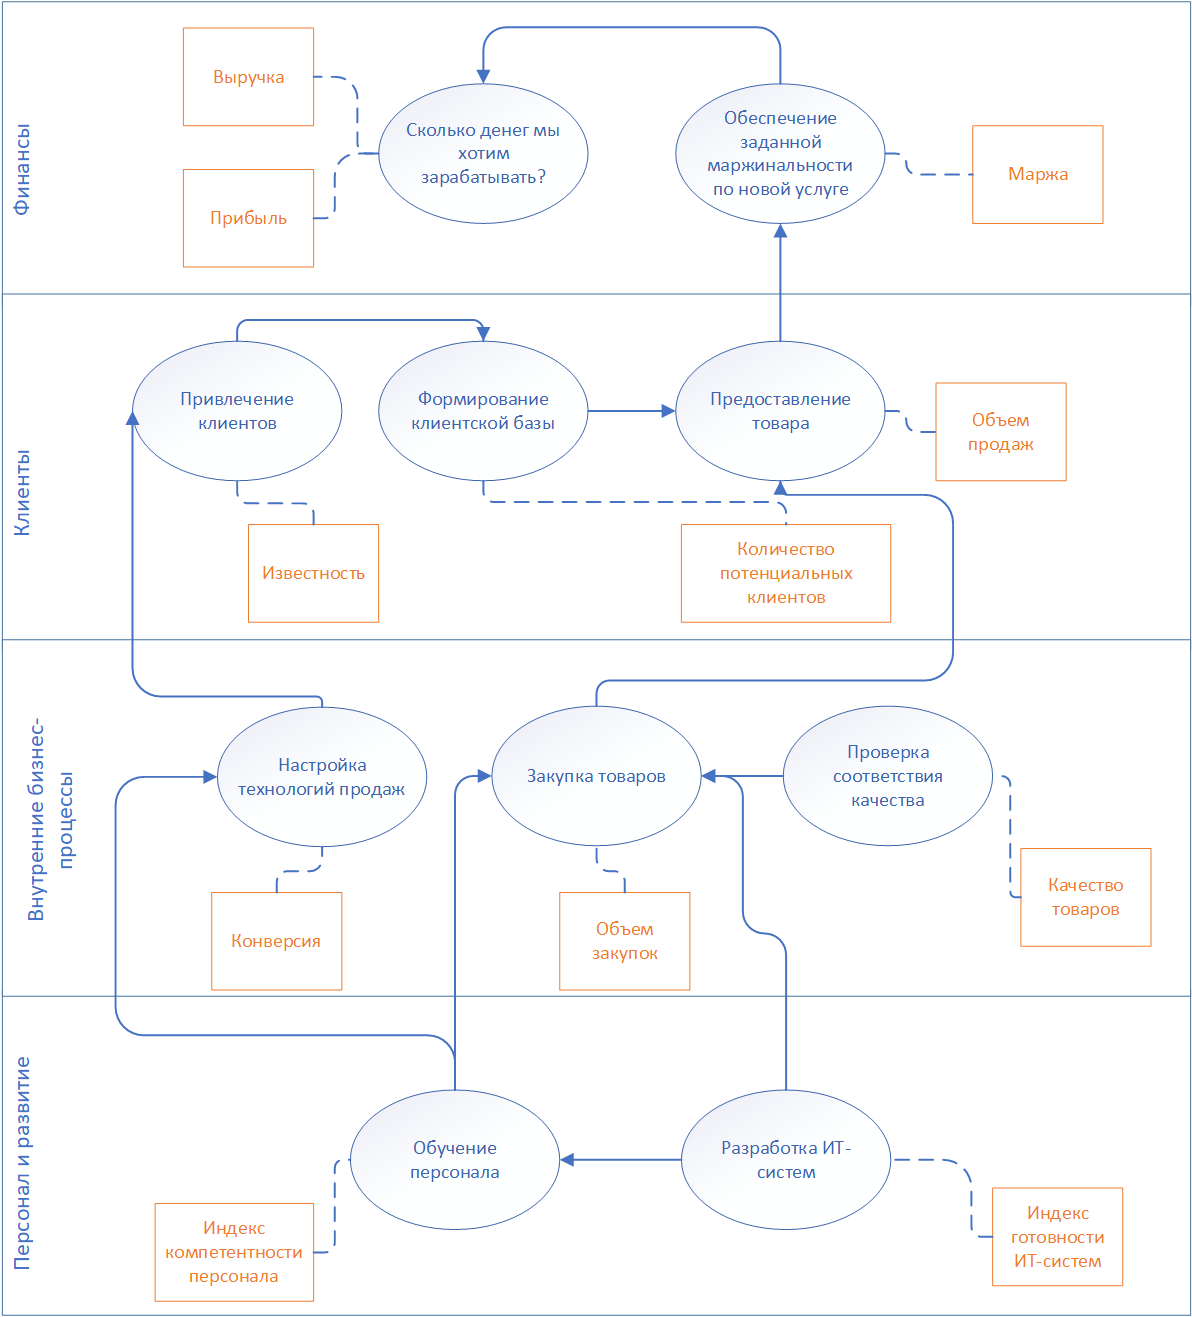 Финансы
Выручка
Прибыль
Сколько денег мы
хотим
зарабатывать?
Обеспечение
заданной
маржинальности
по новой услуге
Маржа
Клиенты
Привлечение
клиентов
Формирование
клиентской базы
Предоставление
товара
Объем
продаж
Известность
Количество
потенциальных
клиентов
Внутренние бизнес-
процессы
Настройка
технологий продаж
Закупка товаров
Проверка
соответствия
качества
Конверсия
Объем
закупок
Качество
товаров
Персонал и развитие
Обучение
персонала
Разработка ИТ-
систем
Индекс
компетентности
персонала
Индекс
готовности
ИТ-систем